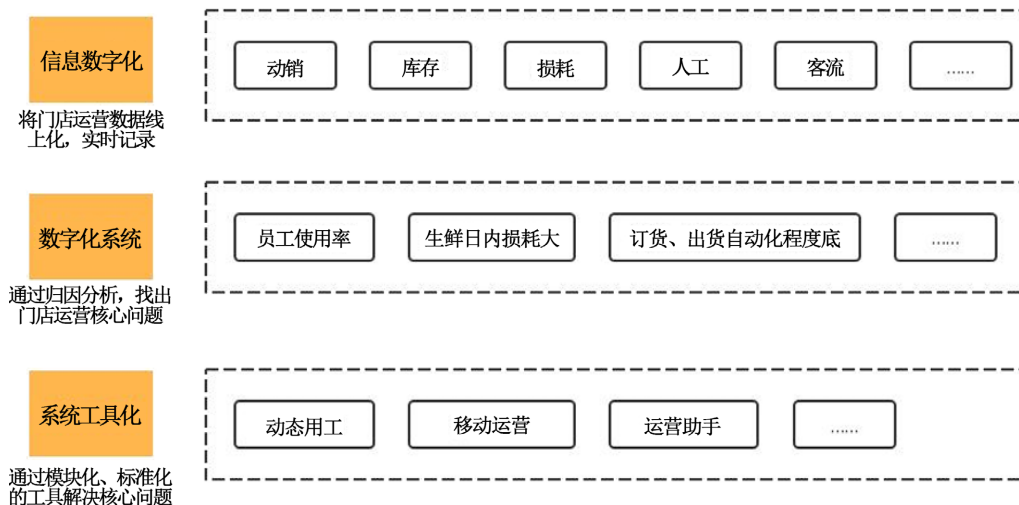 信息数字化
将门店运营数据线
上化，实时记录
动销
库存
损耗
人工
客流
……
数字化系统
通过归因分析，找出
门店运营核心问题
员工使用率
生鲜日内损耗大
订货、出货自动化程度底
……
系统工具化
通过模块化、标准化
的工具解决核心问题
动态用工
移动运营
运营助手
……